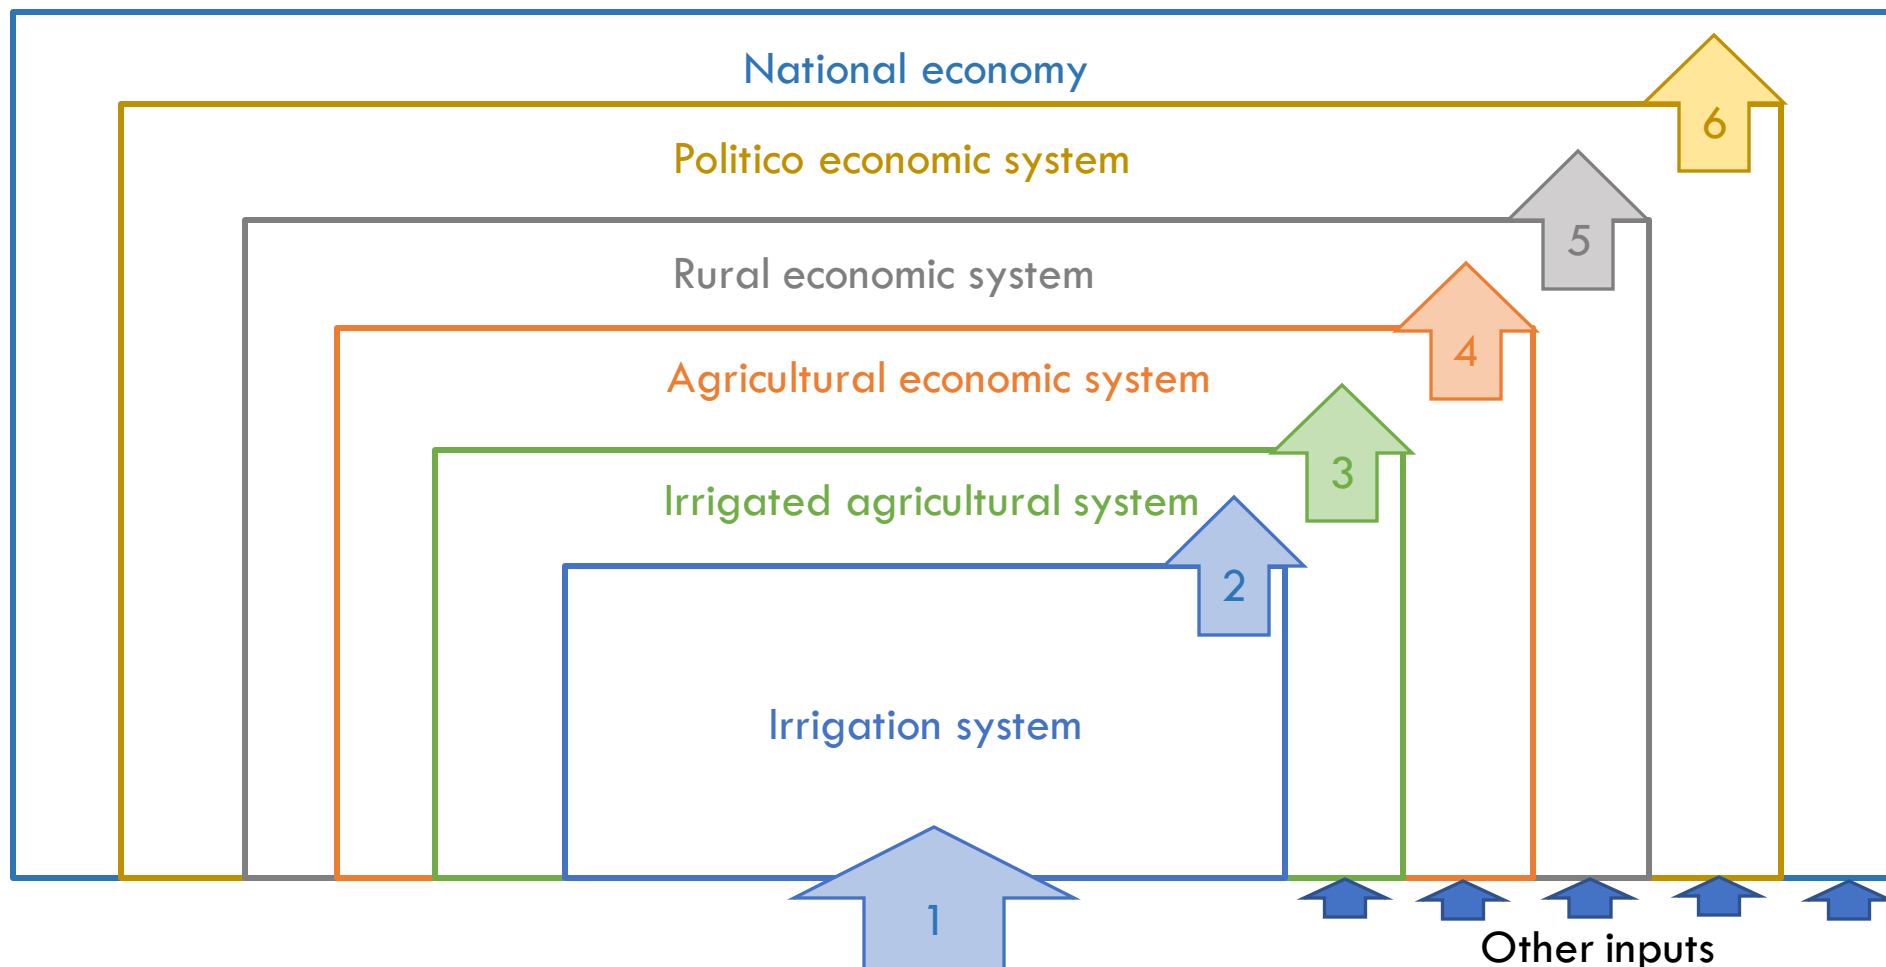 National economy
6
Politico economic system
5
Rural economic system
4
Agricultural economic system
3
Irrigated agricultural system
2
Irrigation system
1
Other inputs